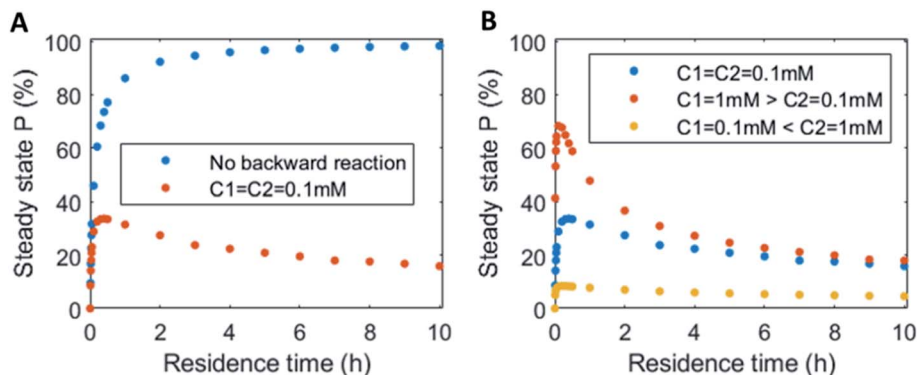 A
B
Steady state P (%)
100
80
60
40
20
0
No backward reaction
C1=C2=0.1mM
0 2 4 6 8 10
Residence time (h)
Steady state P (%)
100
80
60
40
20
0
C1=C2=0.1mM
C1=1mM > C2=0.1mM
C1=0.1mM < C2=1mM
0 2 4 6 8 10
Residence time (h)